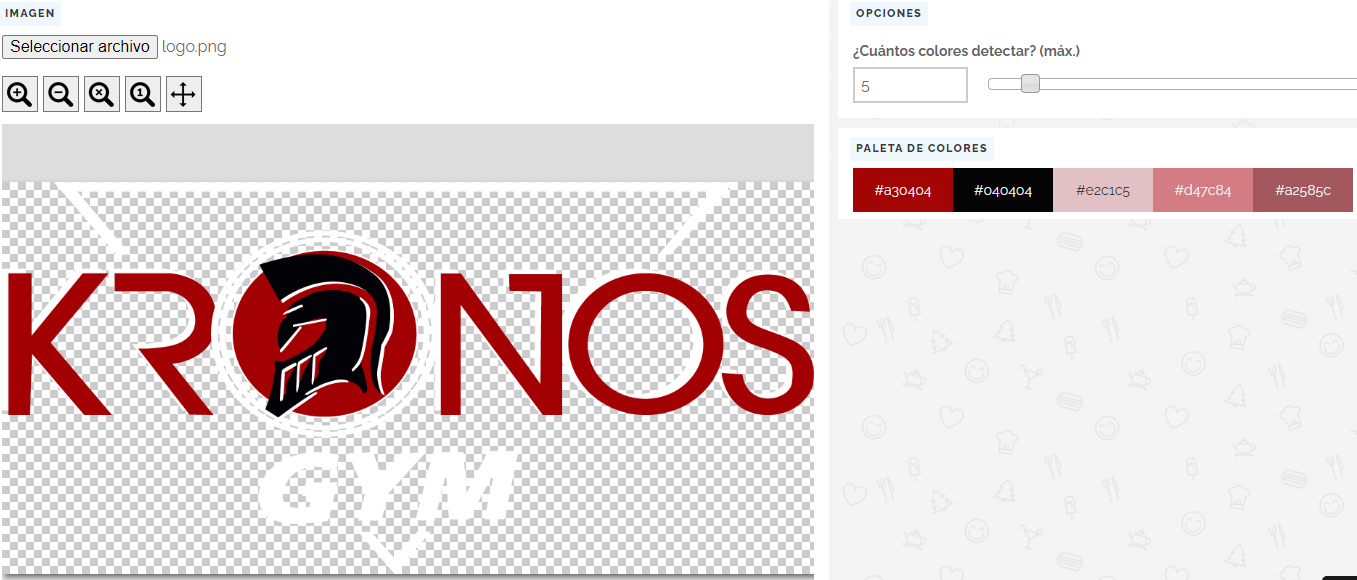 IMAGEN
Seleccionar archivo logo.png
1
KRONOS
GYM
OPCIONES
¿Cuántos colores detectar? (máx.)
5
PALETA DE COLORES
#a30404 #040404 #e2c1c5 #d47c84 #a2585c